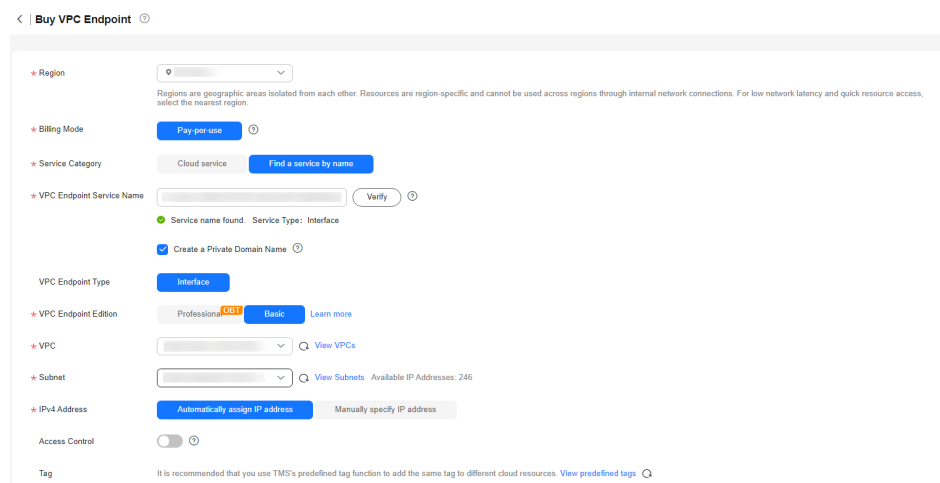 Buy VPC Endpoint
Region
Regions are geographic areas isolated from each other. Resources are region-specific and cannot be used across regions through internal network connections. For low network latency and quick resource access,
select the nearest region.
Billing Mode Pay-per-use
Service Category Cloud service Find a service by name
VPC Endpoint Service Name Verify
Service name found. Service Type: Interface
Create a Private Domain Name
VPC Endpoint Type Interface
VPC Endpoint Edition Professional OBT Basic Learn more
VPC View VPCs
Subnet View Subnets Available IP Addresses: 246
IPv4 Address Automatically assign IP address Manually specify IP address
Access Control
Tag It is recommended that you use TMS's predefined tag function to add the same tag to different cloud resources. View predefined tags